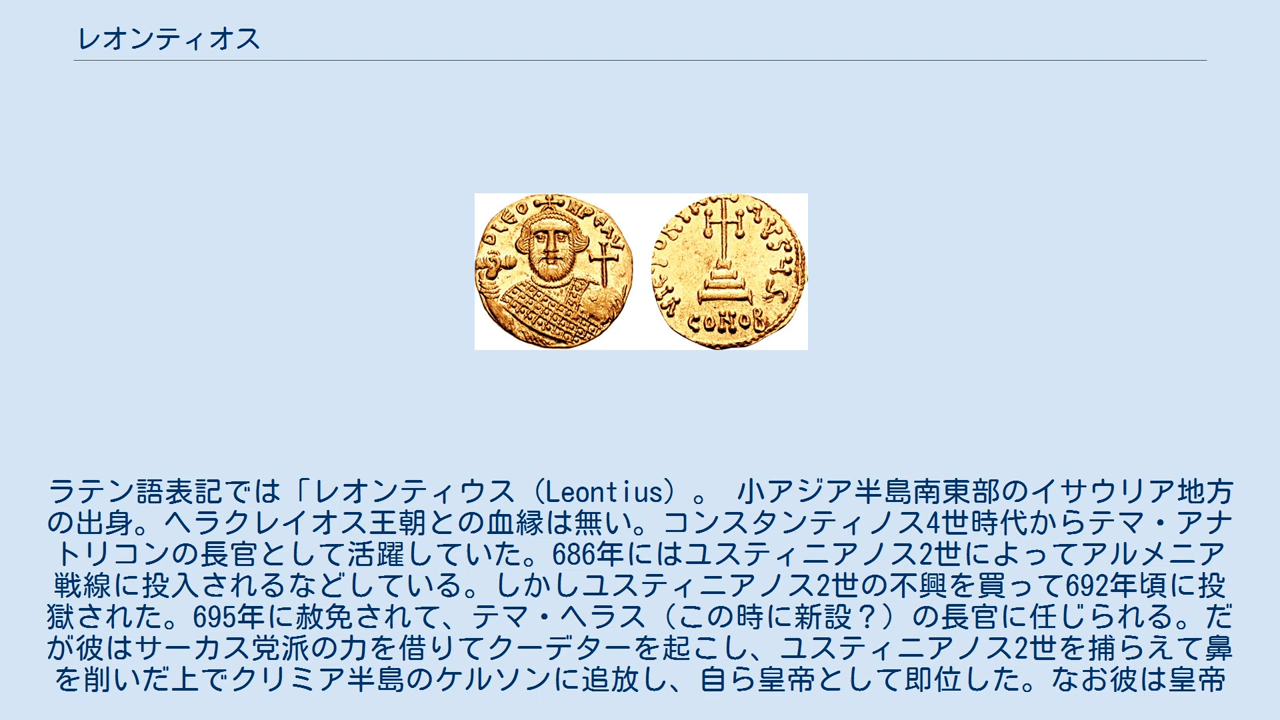 レオンティオス
DLEO NPEAV
AVSUS
CONOB
ラテン語表記では「レオンティウス（Leontius）。 小アジア半島南東部のイサウリア地方
の出身。ヘラクレイオス王朝との血縁は無い。コンスタンティノス4世時代からテマ・アナ
トリコンの長官として活躍していた。686年にはユスティニアノス2世によってアルメニア
戦線に投入されるなどしている。しかしユスティニアノス2世の不興を買って692年頃に投
獄された。695年に赦免されて、テマ・ヘラス（この時に新設？）の長官に任じられる。だ
が彼はサーカス党派の力を借りてクーデターを起こし、ユスティニアノス2世を捕らえて鼻
を削いだ上でクリミア半島のケルソンに追放し、自ら皇帝として即位した。なお彼は皇帝